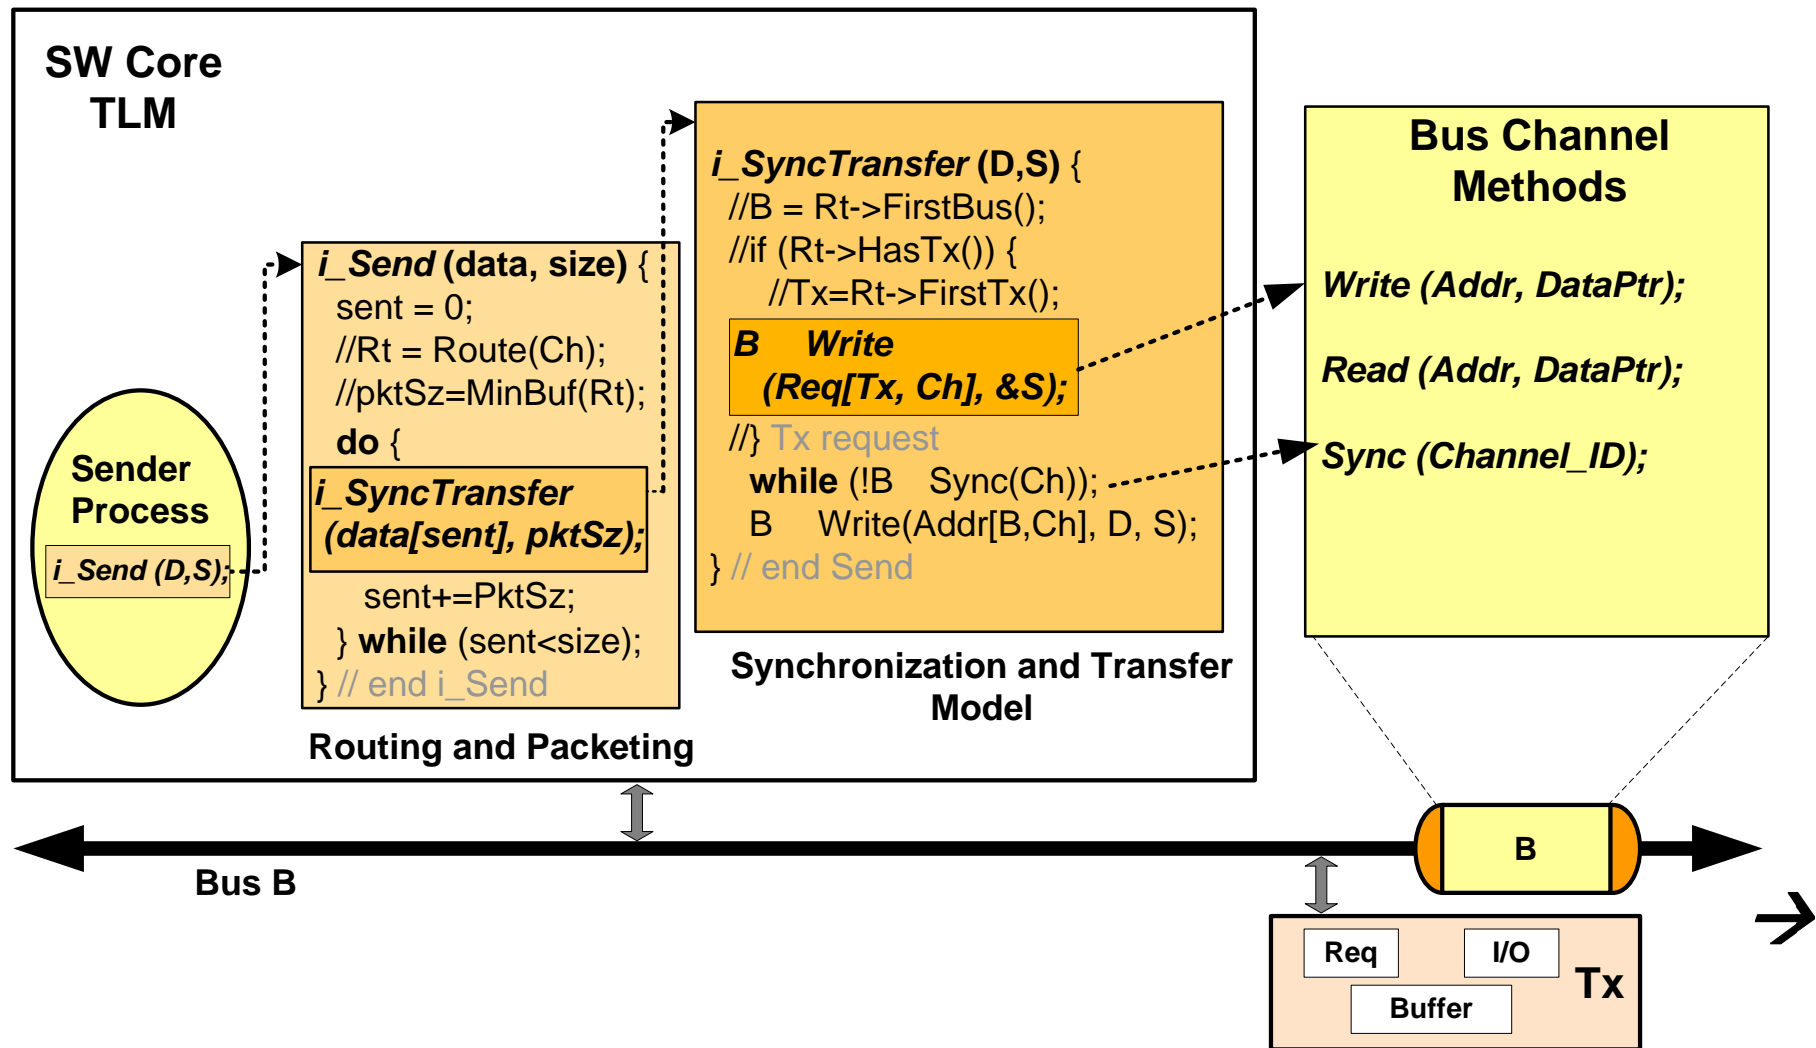 SW Core
TLM
Sender
Process
i_Send (D,S);
i_Send (data, size) {
sent = 0;
//Rt = Route(Ch);
//pktSz=MinBuf(Rt);
do {
i_SyncTransfer
(data[sent], pktSz);
sent+=PktSz;
} while (sent<size);
} // end i_Send
Routing and Packeting
i_SyncTransfer (D,S) {
//B = Rt->FirstBus();
//if (Rt->HasTx()) {
//Tx=Rt->FirstTx();
B Write
(Req[Tx, Ch], &S);
//} Tx request
while (!B Sync(Ch));
B Write(Addr[B,Ch], D, S);
} // end Send
Synchronization and Transfer
Model
Bus Channel
Methods
Write (Addr, DataPtr);
Read (Addr, DataPtr);
Sync (Channel_ID);
B
Bus B
Req
I/O
Buffer
Tx